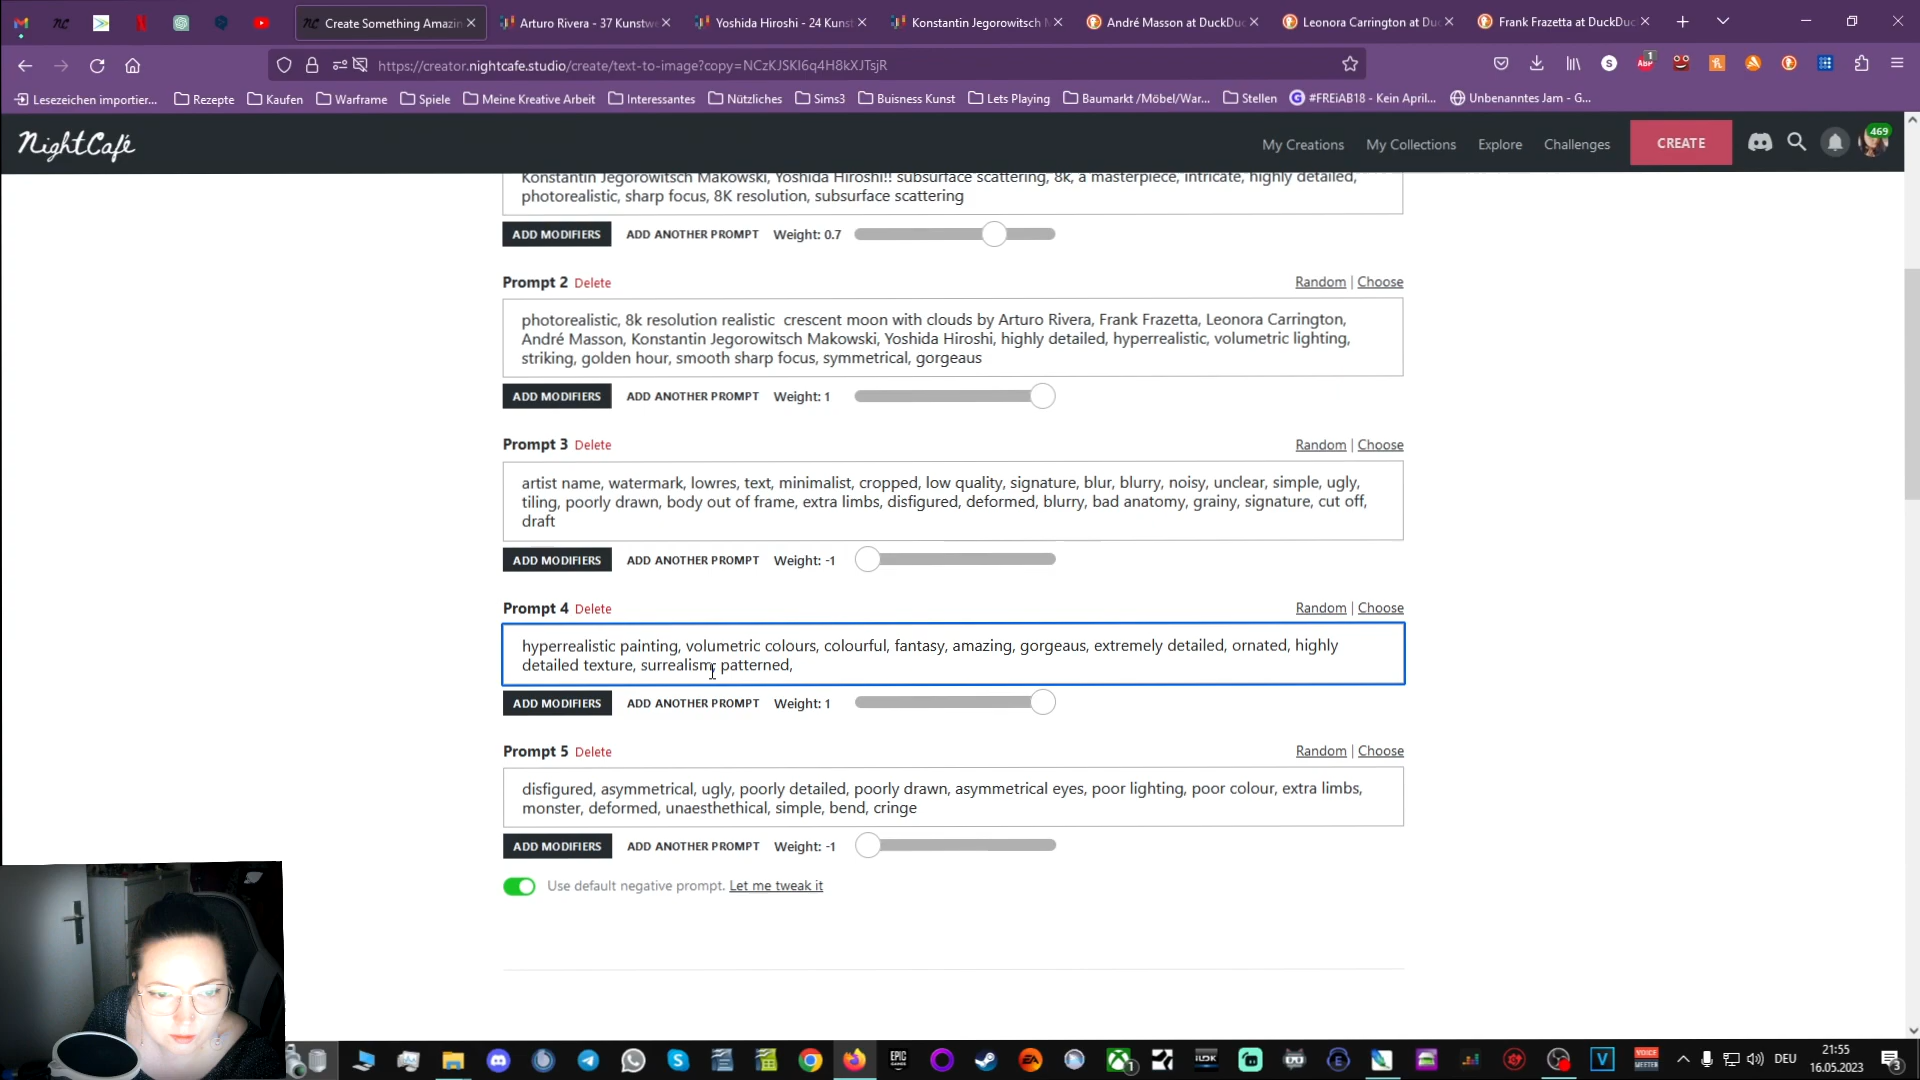 Create Something Amazin
Arturo Rivera - 37 Kunstwe
Yoshida Hiroshi - 24 Kunst
Konstantin Jegorowitsch M
André Masson at DuckDuc
Leonora Carrington at Duc
Frank Frazetta at DuckDuc
https://creator.nightcafe.studio/create/text-to-image?copy=NCzKJSKI6q4H8kXJTsjR
Lesezeichen importier...
Rezepte
Kaufen
Warframe
Spiele
Meine Kreative Arbeit
Interessantes
Nützliches
Sims3
Buisness Kunst
Lets Playing
Baumarkt /Möbel/War...
Stellen
#FREiAB18 - Kein April...
Unbenanntes Jam - G...
NightCafé
My Creations
My Collections
Explore
Challenges
CREATE
469
Konstantin Jegorowitsch Makowski, Yoshida Hiroshi!! subsurface scattering, 8k, a masterpiece, intricate, highly detailed,
photorealistic, sharp focus, 8K resolution, subsurface scattering
ADD MODIFIERS ADD ANOTHER PROMPT Weight: 0.7
Prompt 2 Delete Random | Choose
photorealistic, 8k resolution realistic crescent moon with clouds by Arturo Rivera, Frank Frazetta, Leonora Carrington,
André Masson, Konstantin Jegorowitsch Makowski, Yoshida Hiroshi, highly detailed, hyperrealistic, volumetric lighting,
striking, golden hour, smooth sharp focus, symmetrical, gorgeaus
ADD MODIFIERS ADD ANOTHER PROMPT Weight: 1
Prompt 3 Delete Random | Choose
artist name, watermark, lowres, text, minimalist, cropped, low quality, signature, blur, blurry, noisy, unclear, simple, ugly,
tiling, poorly drawn, body out of frame, extra limbs, disfigured, deformed, blurry, bad anatomy, grainy, signature, cut off,
draft
ADD MODIFIERS ADD ANOTHER PROMPT Weight: -1
Prompt 4 Delete Random | Choose
hyperrealistic painting, volumetric colours, colourful, fantasy, amazing, gorgeaus, extremely detailed, ornated, highly
detailed texture, surrealism, patterned,
ADD MODIFIERS ADD ANOTHER PROMPT Weight: 1
Prompt 5 Delete Random | Choose
disfigured, asymmetrical, ugly, poorly detailed, poorly drawn, asymmetrical eyes, poor lighting, poor colour, extra limbs,
monster, deformed, unaesthethical, simple, bend, cringe
ADD MODIFIERS ADD ANOTHER PROMPT Weight: -1
Use default negative prompt. Let me tweak it
DEU
21:55
16.05.2023